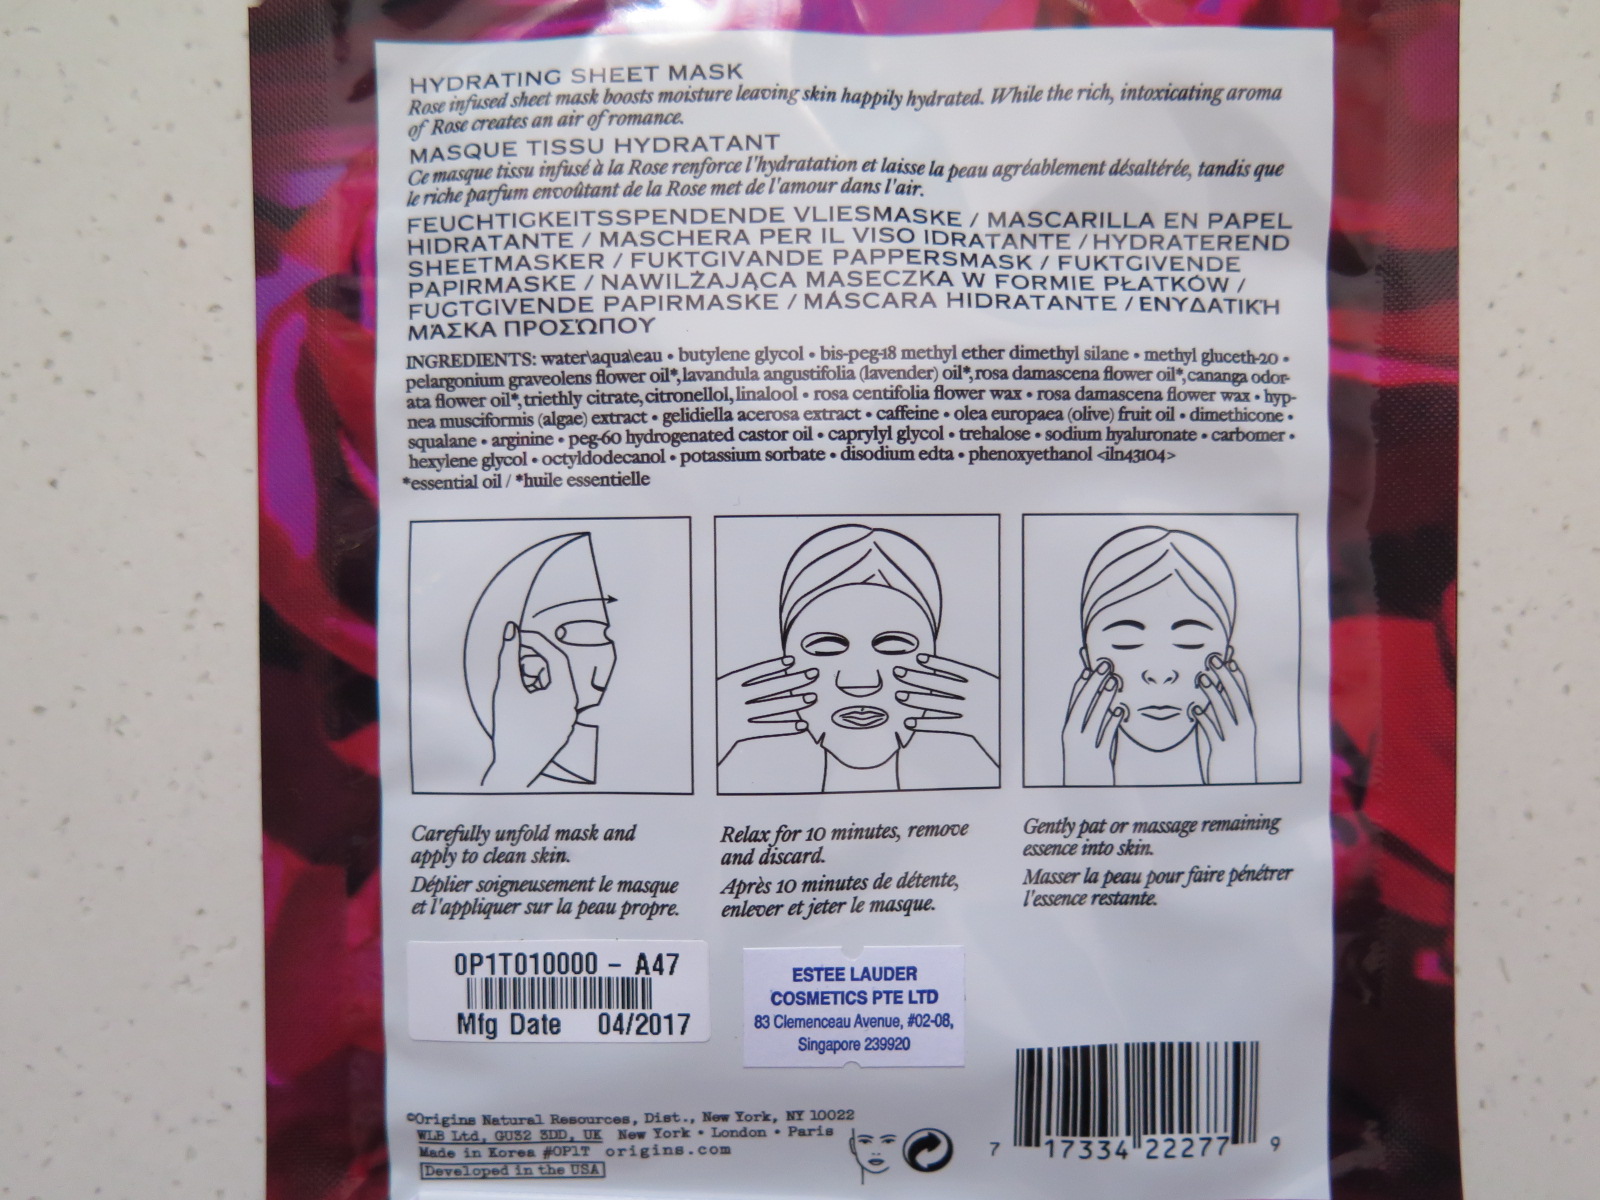 HYDRATING SHEET MASK
Rose infused sheet mask boosts moisture leaving skin happily hydrated. While the rich, intoxicating aroma
of Rose creates an air of romance.
MASQUE TISSU HYDRATANT
Ce masque tissu infusé à la Rose renforce l'hydratation et laisse la peau agréablement désaltérée, tandis que
le riche parfum envoûtant de la Rose met de l'amour dans l'air.
FEUCHTIGKEITSSPENDENDE VLIESMASKE / MASCARILLA EN PAPEL
HIDRATANTE / MASCHERA PER IL VISO IDRATANTE / HYDRATEREND
SHEETMASKER / FUKTGIVANDE PAPPERSMASK / FUKTGIVENDE
PAPIRMASKE / NAWILŻAJĄCA MASECZKA W FORMIE PŁATKÓW /
FUGTGIVENDE PAPIRMASKE / MÁSCARA HIDRATANTE / ΕΝΥΔΑΤΙΚΉ
ΜΆΣΚΑ ΠΡΟΣΏΠΟΥ
INGREDIENTS: water\aqua\eau • butylene glycol • bis-peg-18 methyl ether dimethyl silane • methyl gluceth-20 •
pelargonium graveolens flower oil*, lavandula angustifolia (lavender) oil*, rosa damascena flower oil*, cananga odor-
ata flower oil*, triethly citrate, citronellol, linalool • rosa centifolia flower wax • rosa damascena flower wax • hyp-
nea musciformis (algae) extract • gelidiella acerosa extract • caffeine • olea europaea (olive) fruit oil • dimethicone •
squalane • arginine • peg-60 hydrogenated castor oil • caprylyl glycol • trehalose • sodium hyaluronate • carbomer •
hexylene glycol • octyldodecanol • potassium sorbate • disodium edta • phenoxyethanol <iln43104>
*essential oil / *huile essentielle
Carefully unfold mask and
apply to clean skin.
Déplier soigneusement le masque
et l'appliquer sur la peau propre.
Relax for 10 minutes, remove
and discard.
Après 10 minutes de détente,
enlever et jeter le masque.
Gently pat or massage remaining
essence into skin.
Masser la peau pour faire pénétrer
l'essence restante.
0P1T010000 - A47
Mfg Date 04/2017
ESTEE LAUDER
COSMETICS PTE LTD
83 Clemenceau Avenue, #02-08,
Singapore 239920
©Origins Natural Resources, Dist., New York, NY 10022
WLB Ltd, GU32 3DD, UK New York • London • Paris
Made in Korea #0P1T origins.com
Developed in the USA
7 17334 22277 9